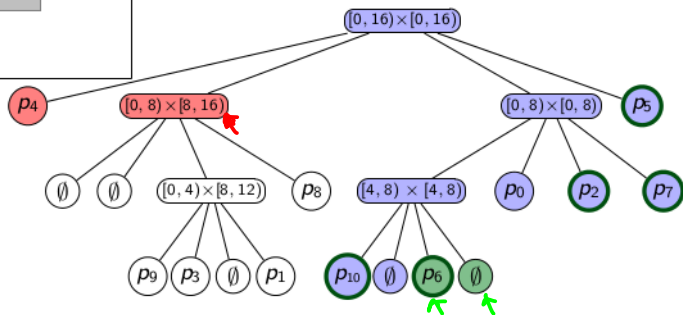 [0, 16)×[0, 16)
p₄ [0, 8)×[8, 16) [0, 8)×[0, 8) p₅
∅ ∅ [0, 4)×[8, 12) p₈ [4, 8) × [4, 8) p₀ p₂ p₇
p₉ p₃ ∅ p₁ p₁₀ ∅ p₆ ∅